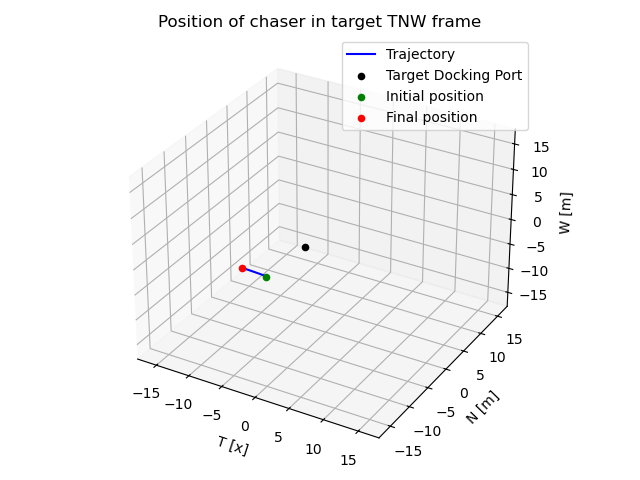 Position of chaser in target TNW frame
Trajectory
Target Docking Port
Initial position
Final position
15
10
5
0
−5
−10
−15
W [m]
15
10
5
0
−5
−10
−15
N [m]
−15
−10
−5
0
5
10
15
T [x]